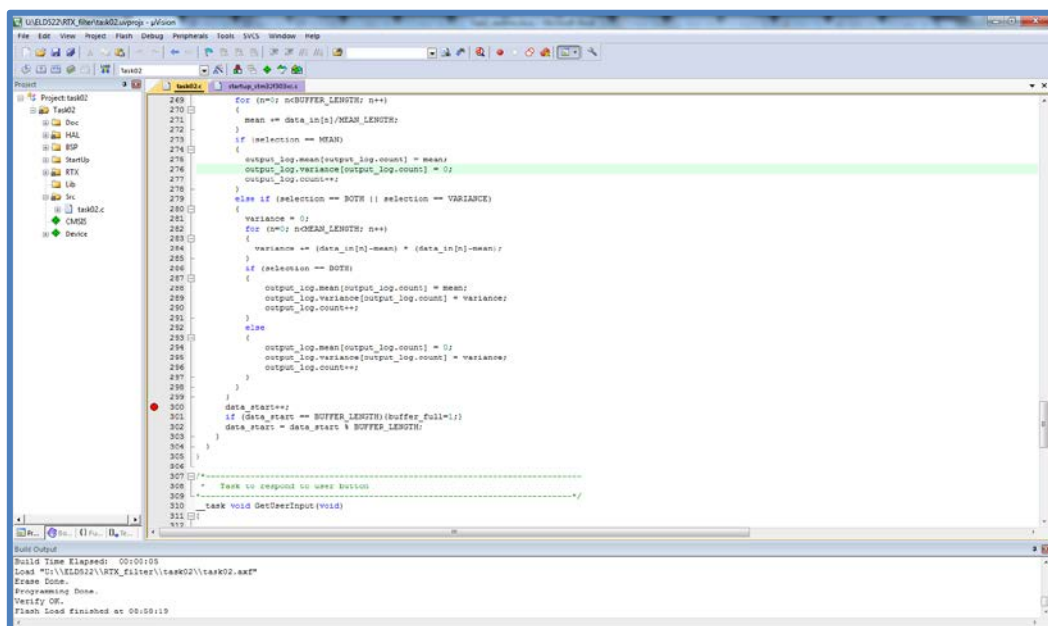 U:\ELD522\RTX_filter\task02.uvprojx - µVision
File Edit View Project Flash Debug Peripherals Tools SVCS Window Help
Task02
Project
task02.c startup_stm32f303xc.s
Project: task02
Task02
Doc
HAL
BSP
StartUp
RTX
Lib
Src
task02.c
CMSIS
Device
269 for (n=0; n<BUFFER_LENGTH; n++)
270 {
271 mean += data_in[n]/MEAN_LENGTH;
272 }
273 if (selection == MEAN)
274 {
275 output_log.mean[output_log.count] = mean;
276 output_log.variance[output_log.count] = 0;
277 output_log.count++;
278 }
279 else if (selection == BOTH || selection == VARIANCE)
280 {
281 variance = 0;
282 for (n=0; n<MEAN_LENGTH; n++)
283 {
284 variance += (data_in[n]-mean) * (data_in[n]-mean);
285 }
286 if (selection == BOTH)
287 {
288 output_log.mean[output_log.count] = mean;
289 output_log.variance[output_log.count] = variance;
290 output_log.count++;
291 }
292 else
293 {
294 output_log.mean[output_log.count] = 0;
295 output_log.variance[output_log.count] = variance;
296 output_log.count++;
297 }
298 }
299 }
300 data_start++;
301 if (data_start == BUFFER_LENGTH){buffer_full=1;}
302 data_start = data_start % BUFFER_LENGTH;
303 }
304 }
305 }
306
307 /*----------------------------------------------------------------------------
308 * Task to respond to user button
309 *---------------------------------------------------------------------------*/
310 __task void GetUserInput(void)
311 {
312
Pr... Bo... {} Fu... Te...
Build Output
Build Time Elapsed: 00:00:05
Load "U:\\ELD522\\RTX_filter\\task02\\task02.axf"
Erase Done.
Programming Done.
Verify OK.
Flash Load finished at 08:58:19